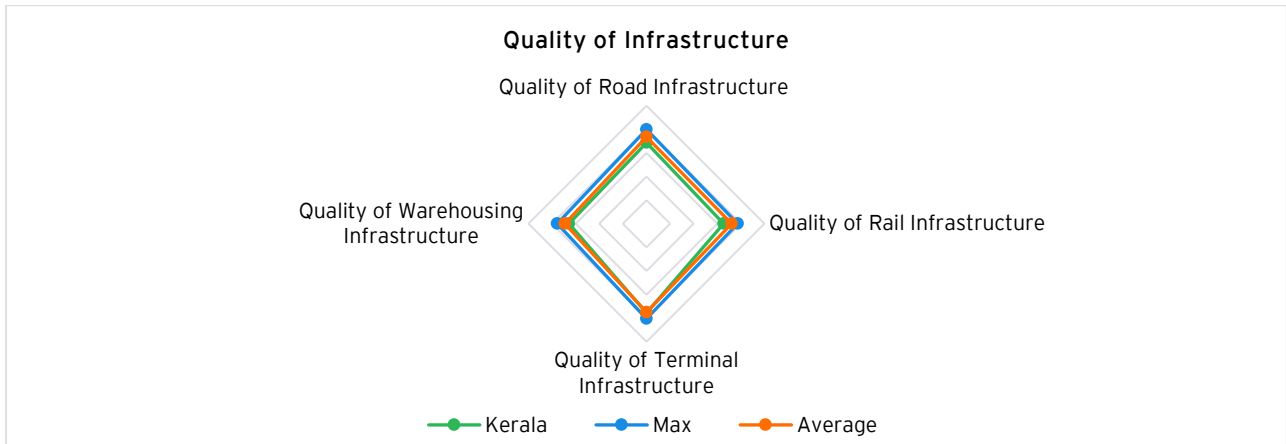 Quality of Infrastructure
Quality of Road Infrastructure
Quality of Warehousing
Infrastructure
Quality of Rail Infrastructure
Quality of Terminal
Infrastructure
Kerala Max Average